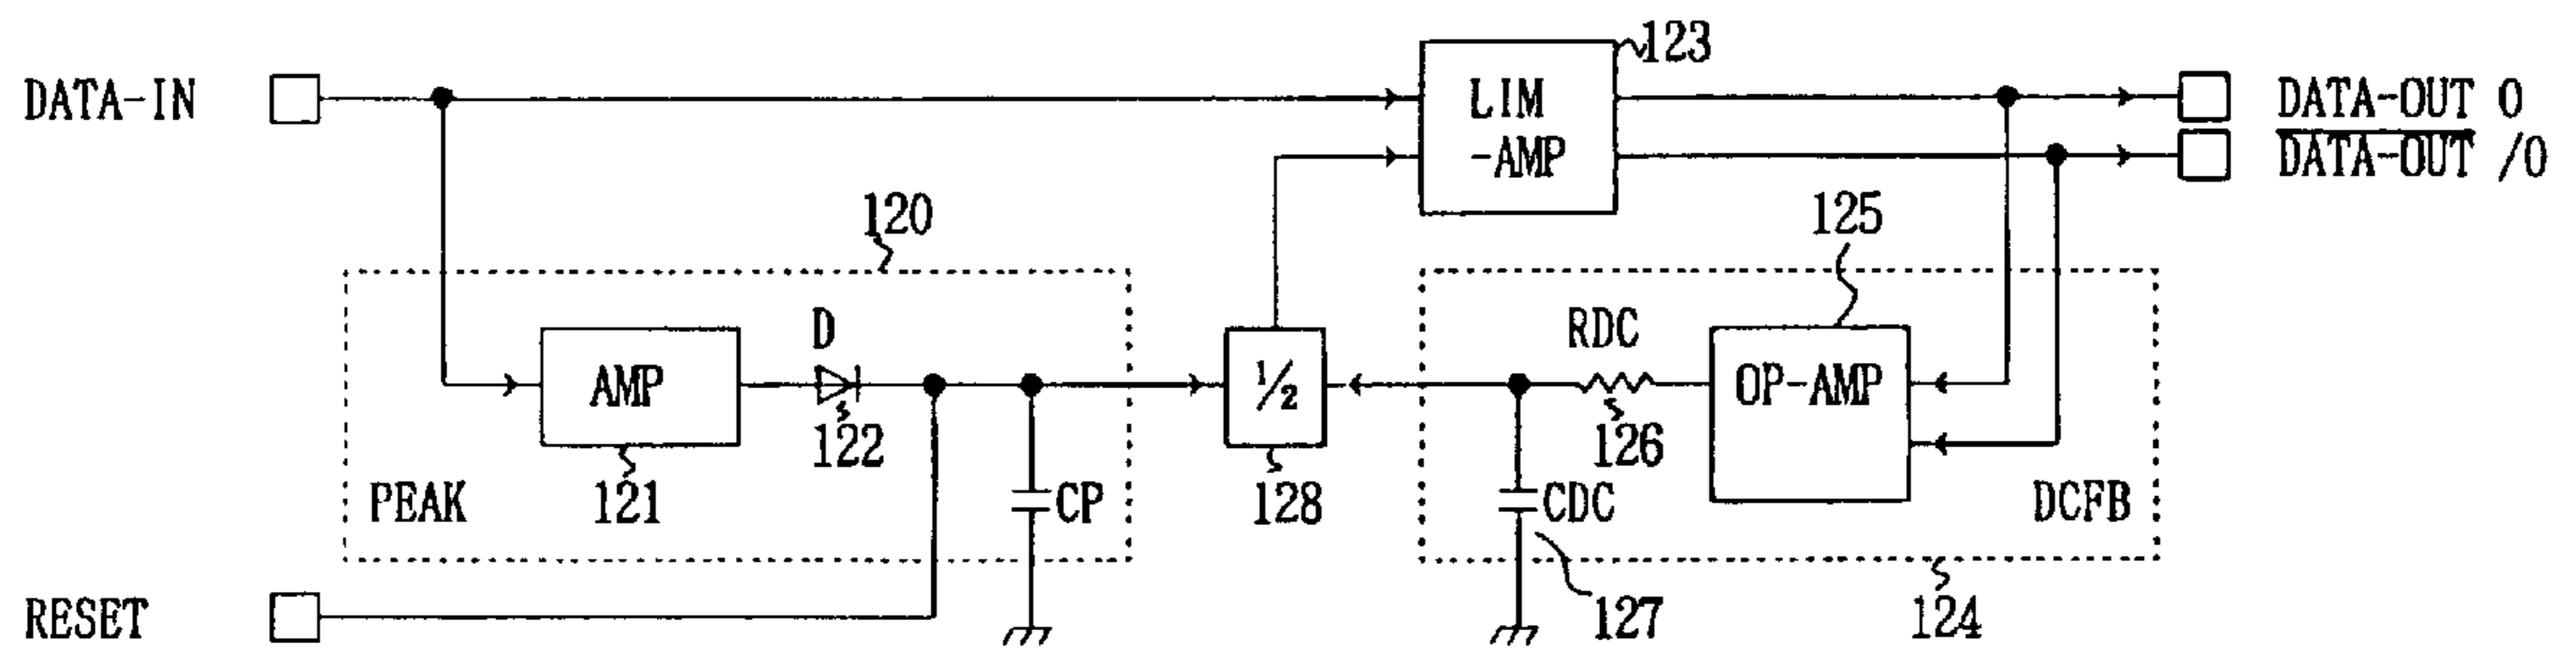 123
DATA-IN
LIM
-AMP
DATA-OUT 0
DATA-OUT /0
120
125
D
RDC
AMP
1/2
OP-AMP
122
126
PEAK
121
CP
128
CDC
DCFB
RESET
127
124